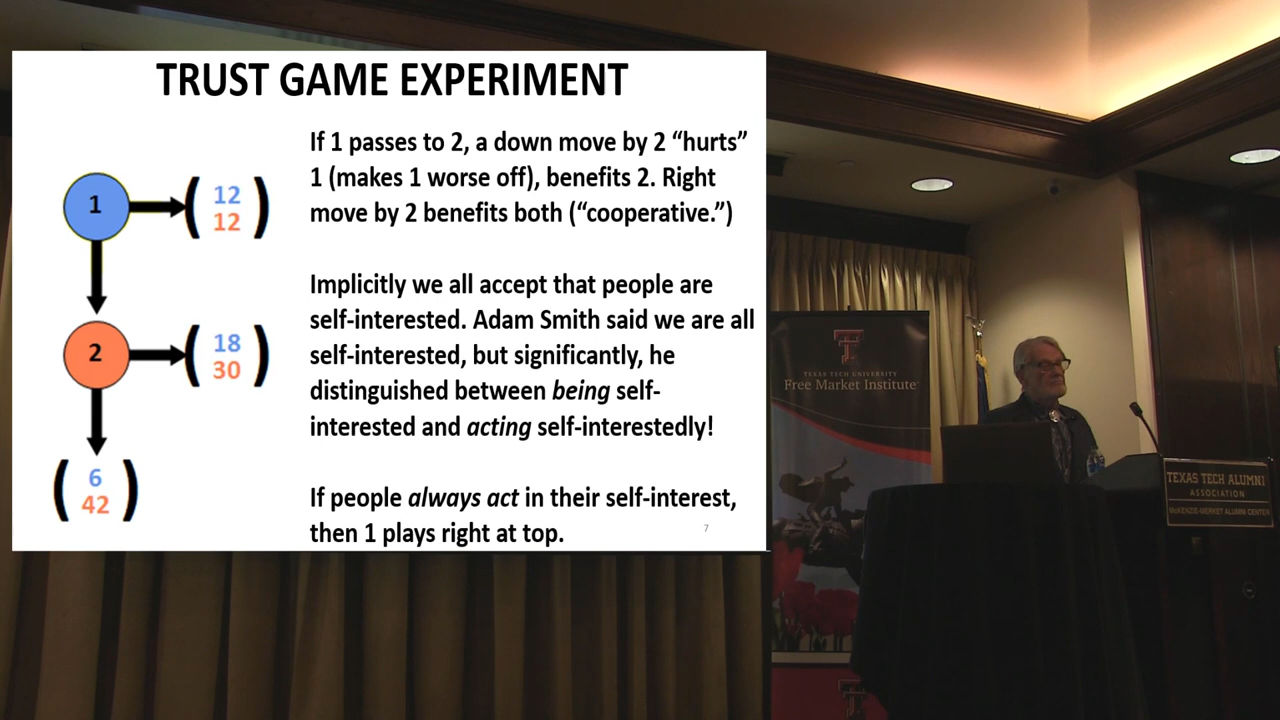 TRUST GAME EXPERIMENT
If 1 passes to 2, a down move by 2 “hurts”
1 (makes 1 worse off), benefits 2. Right
move by 2 benefits both (“cooperative.”)
Implicitly we all accept that people are
self-interested. Adam Smith said we are all
self-interested, but significantly, he
distinguished between being self-
interested and acting self-interestedly!
If people always act in their self-interest,
then 1 plays right at top.
7
1
( 12 )
12
2
( 18 )
30
( 6 )
42
TEXAS TECH UNIVERSITY
Free Market Institute
TEXAS TECH ALUMNI
ASSOCIATION
McKENZIE-MERKET ALUMNI CENTER